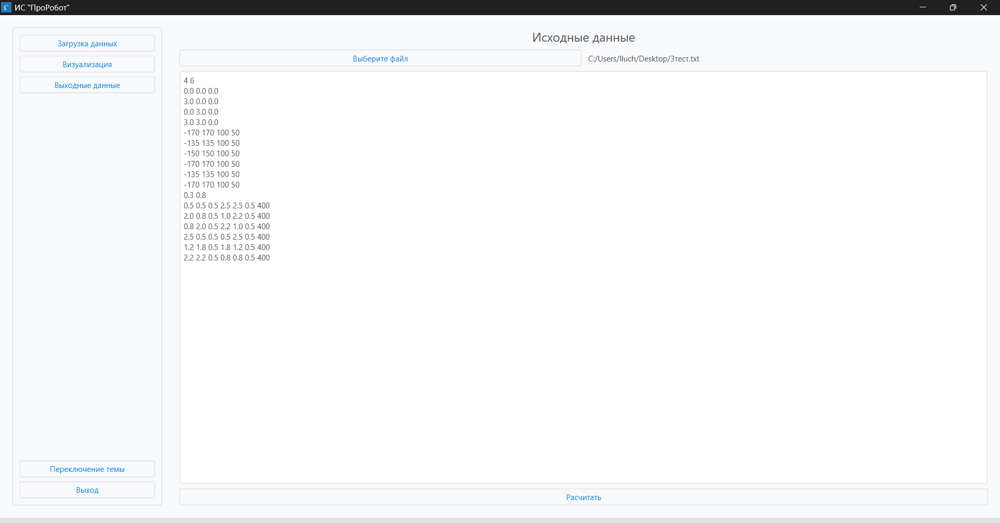 ИС "ПроРобот"
Загрузка данных
Визуализация
Выходные данные
Переключение темы
Выход
Исходные данные
Выберите файл
C:/Users/lluch/Desktop/3тест.txt
4 6
0.0 0.0 0.0
3.0 0.0 0.0
0.0 3.0 0.0
3.0 3.0 0.0
-170 170 100 50
-135 135 100 50
-150 150 100 50
-170 170 100 50
-135 135 100 50
-170 170 100 50
0.3 0.8
0.5 0.5 0.5 2.5 2.5 0.5 400
2.0 0.8 0.5 1.0 2.2 0.5 400
0.8 2.0 0.5 2.2 1.0 0.5 400
2.5 0.5 0.5 0.5 2.5 0.5 400
1.2 1.8 0.5 1.8 1.2 0.5 400
2.2 2.2 0.5 0.8 0.8 0.5 400
Расчитать